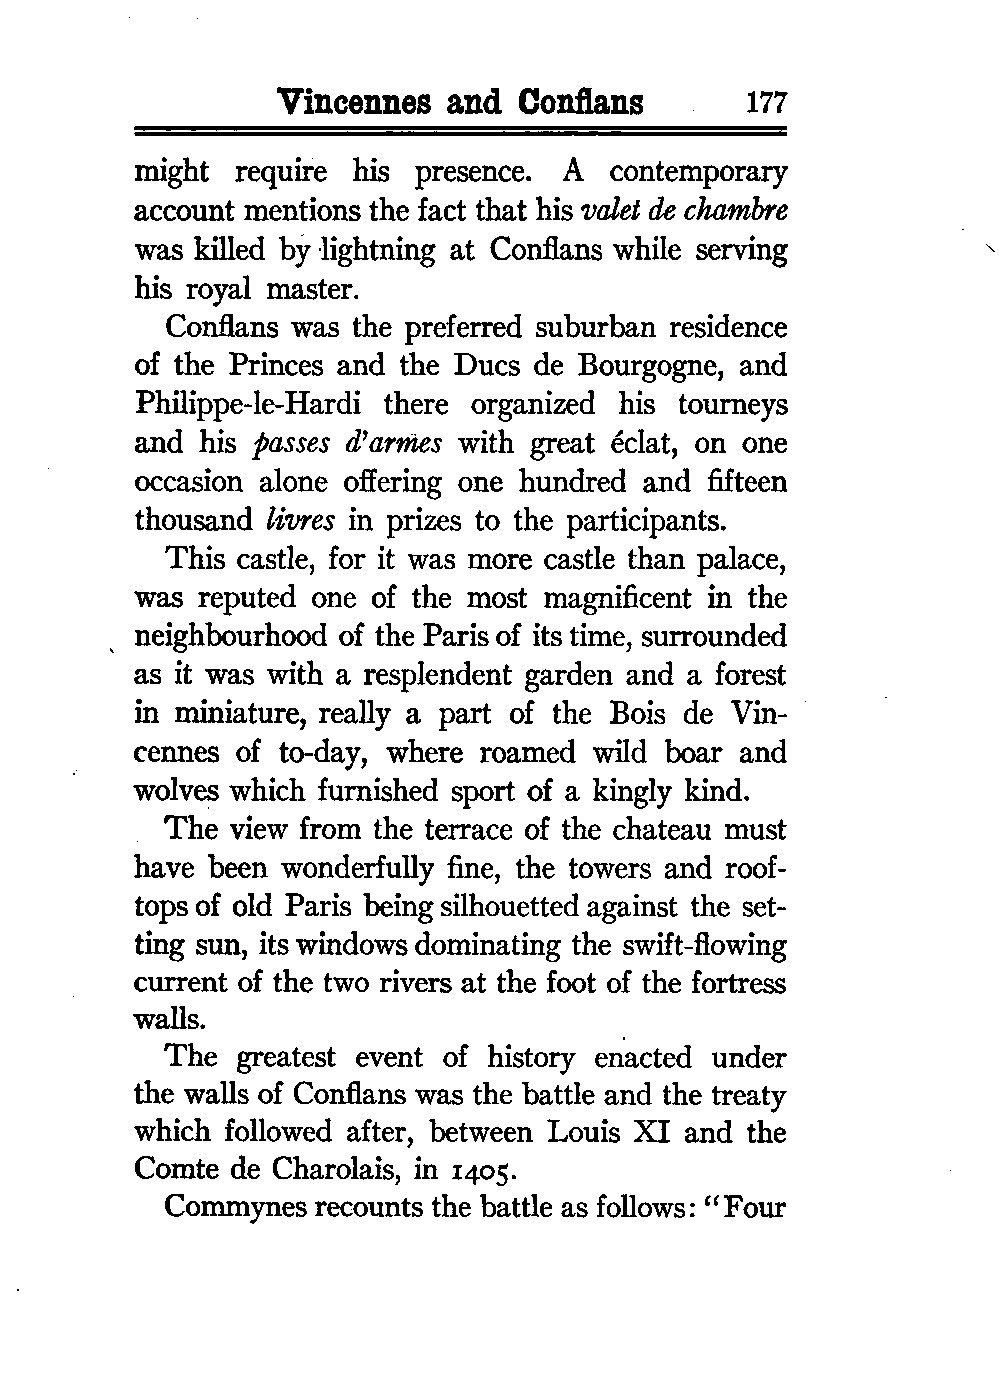 Vincennes and Conflans 177
might require his presence. A contemporary
account mentions the fact that his valet de chambre
was killed by lightning at Conflans while serving
his royal master.
Conflans was the preferred suburban residence
of the Princes and the Ducs de Bourgogne, and
Philippe-le-Hardi there organized his tourneys
and his passes d'armes with great éclat, on one
occasion alone offering one hundred and fifteen
thousand livres in prizes to the participants.
This castle, for it was more castle than palace,
was reputed one of the most magnificent in the
neighbourhood of the Paris of its time, surrounded
as it was with a resplendent garden and a forest
in miniature, really a part of the Bois de Vin-
cennes of to-day, where roamed wild boar and
wolves which furnished sport of a kingly kind.
The view from the terrace of the chateau must
have been wonderfully fine, the towers and roof-
tops of old Paris being silhouetted against the set-
ting sun, its windows dominating the swift-flowing
current of the two rivers at the foot of the fortress
walls.
The greatest event of history enacted under
the walls of Conflans was the battle and the treaty
which followed after, between Louis XI and the
Comte de Charolais, in 1405.
Commynes recounts the battle as follows: "Four